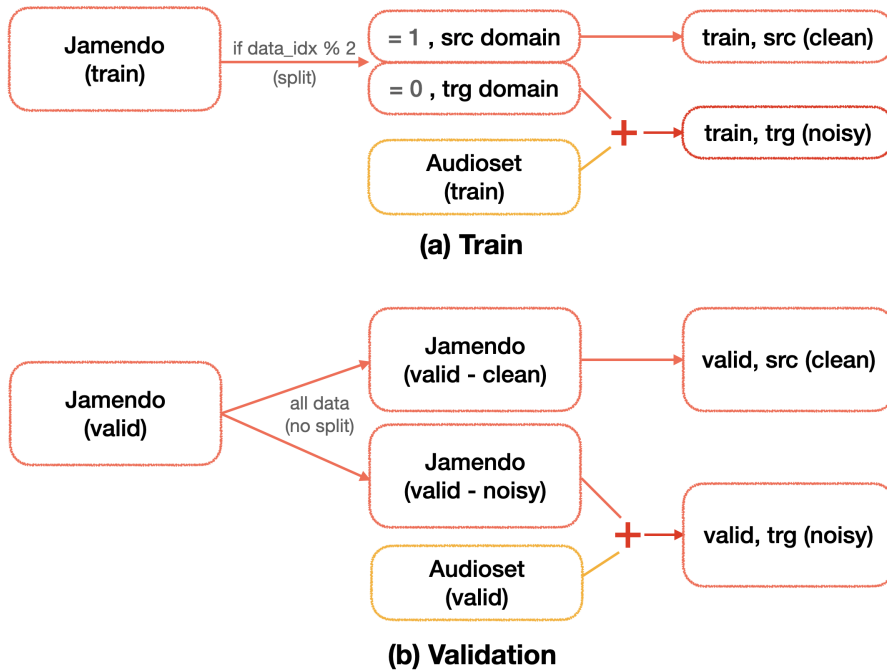 Jamendo
(train)
if data_idx % 2
(split)
= 1 , src domain
= 0 , trg domain
Audioset
(train)
train, src (clean)
train, trg (noisy)
(a) Train
Jamendo
(valid)
all data
(no split)
Jamendo
(valid - clean)
Jamendo
(valid - noisy)
Audioset
(valid)
valid, src (clean)
valid, trg (noisy)
(b) Validation